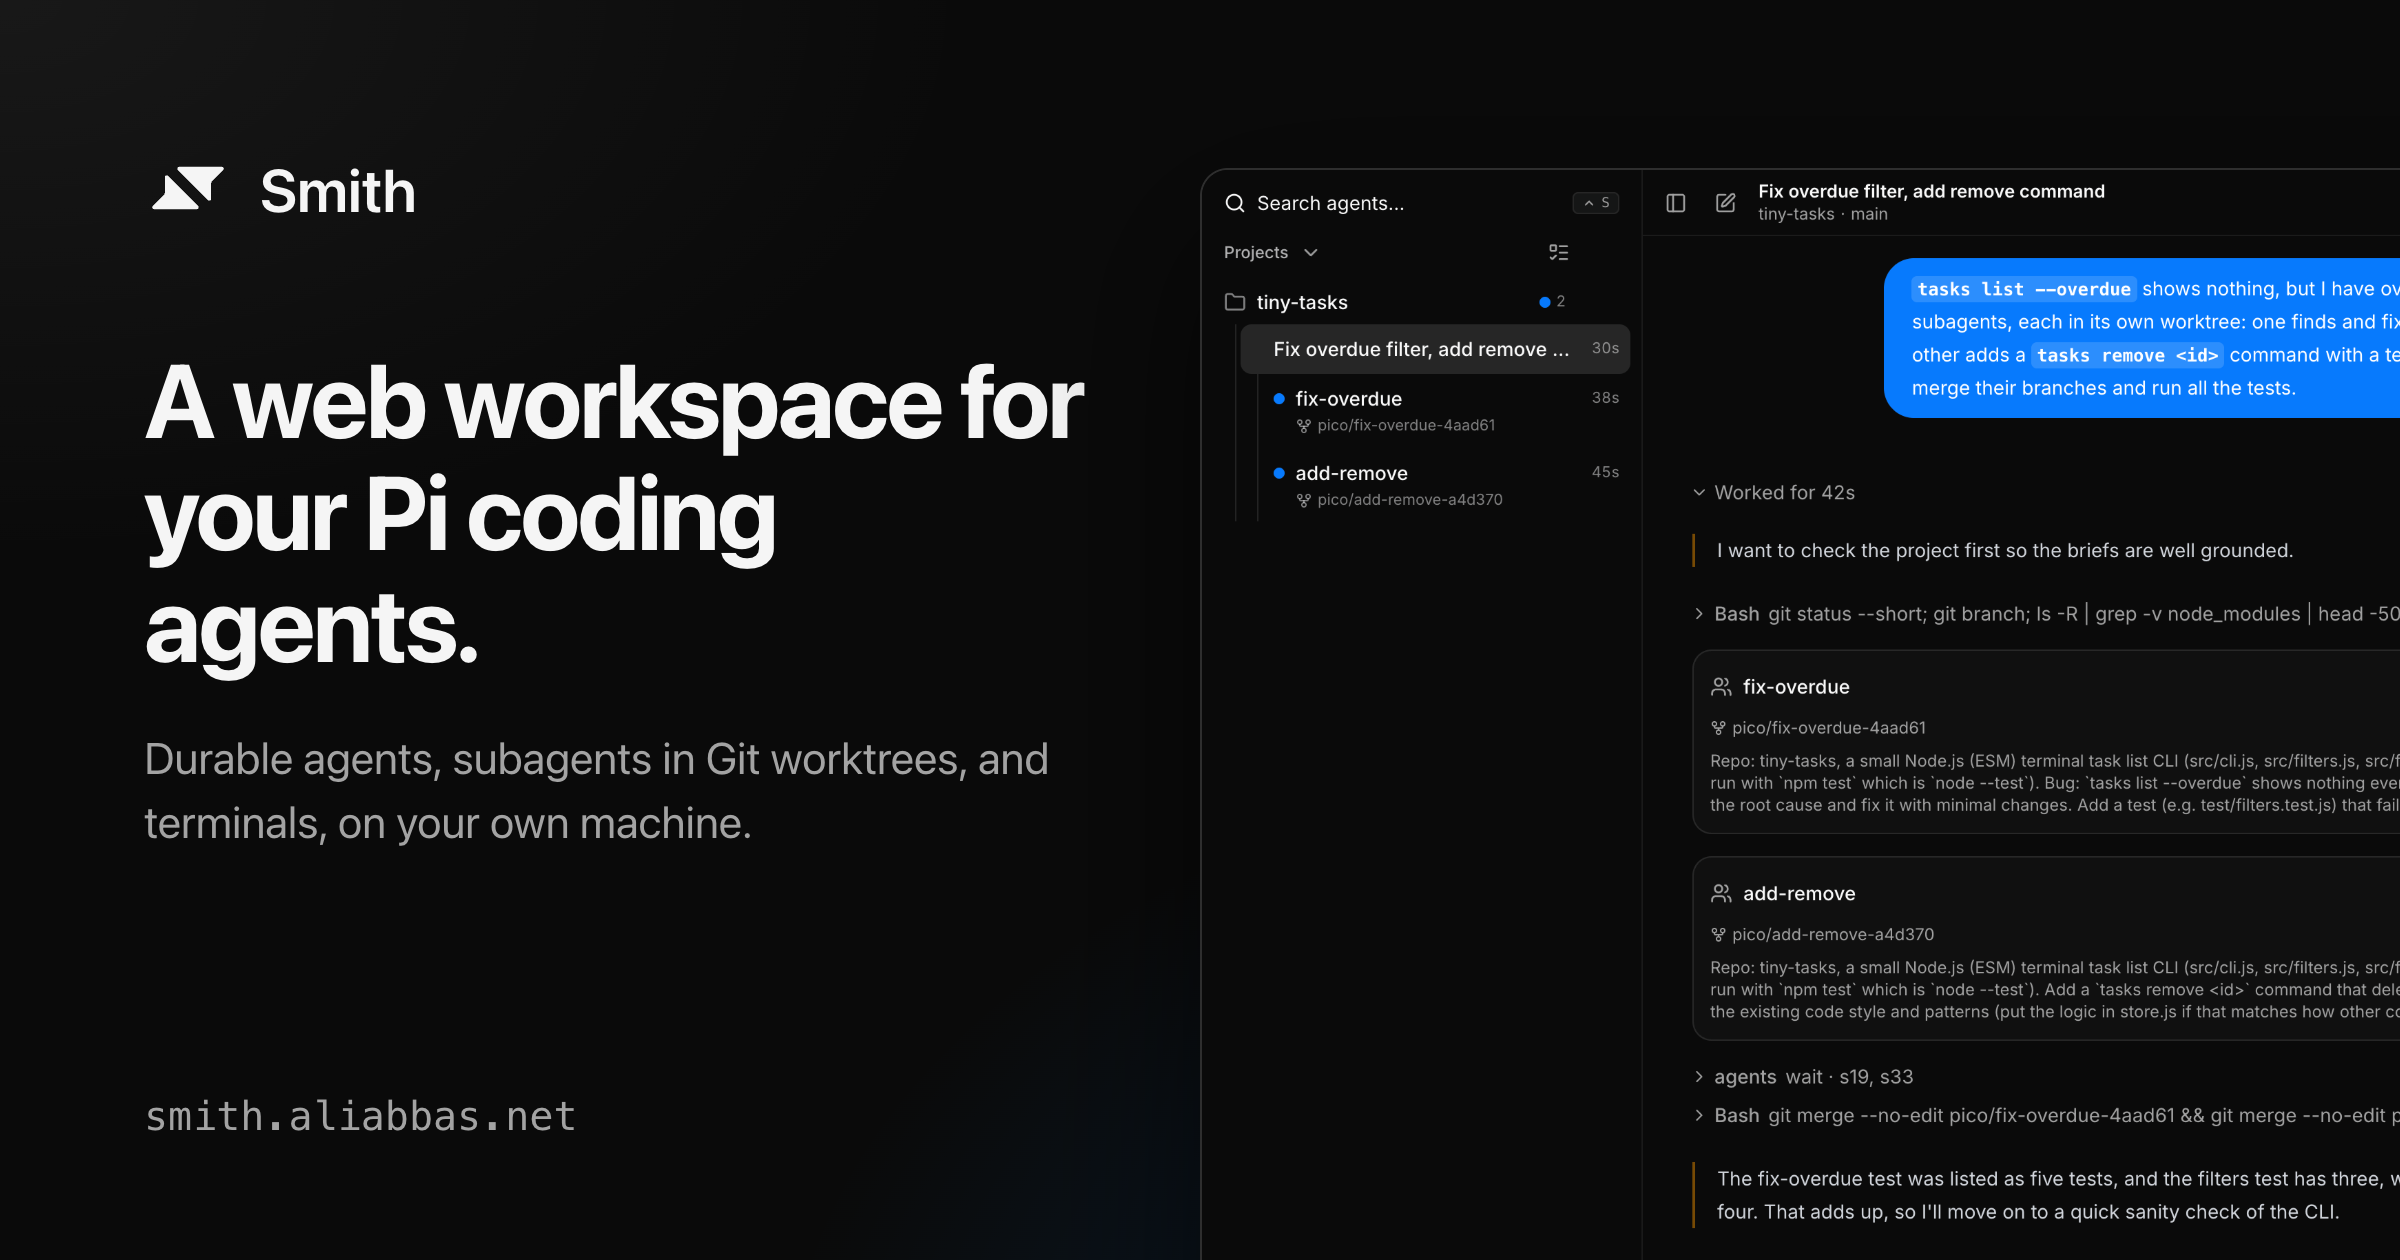 Smith
A web workspace for
your Pi coding
agents.
Durable agents, subagents in Git worktrees, and
terminals, on your own machine.
smith.aliabbas.net
Search agents...
S
Projects
tiny-tasks
2
Fix overdue filter, add remove ...
30s
fix-overdue
38s
pico/fix-overdue-4aad61
add-remove
45s
pico/add-remove-a4d370
Fix overdue filter, add remove command
tiny-tasks · main
tasks list --overdue shows nothing, but I have
subagents, each in its own worktree: one finds and
other adds a tasks remove <id> command with a
merge their branches and run all the tests.
Worked for 42s
I want to check the project first so the briefs are well grounded.
Bash git status --short; git branch; ls -R | grep -v node_modules | head -50
fix-overdue
pico/fix-overdue-4aad61
Repo: tiny-tasks, a small Node.js (ESM) terminal task list CLI (src/cli.js, src/filters.js,
run with `npm test` which is `node --test`). Bug: `tasks list --overdue` shows nothing
the root cause and fix it with minimal changes. Add a test (e.g. test/filters.test.js) that
add-remove
pico/add-remove-a4d370
Repo: tiny-tasks, a small Node.js (ESM) terminal task list CLI (src/cli.js, src/filters.js,
run with `npm test` which is `node --test`). Add a `tasks remove <id>` command that
the existing code style and patterns (put the logic in store.js if that matches how other
agents wait · s19, s33
Bash git merge --no-edit pico/fix-overdue-4aad61 && git merge --no-edit
The fix-overdue test was listed as five tests, and the filters test has three,
four. That adds up, so I'll move on to a quick sanity check of the CLI.